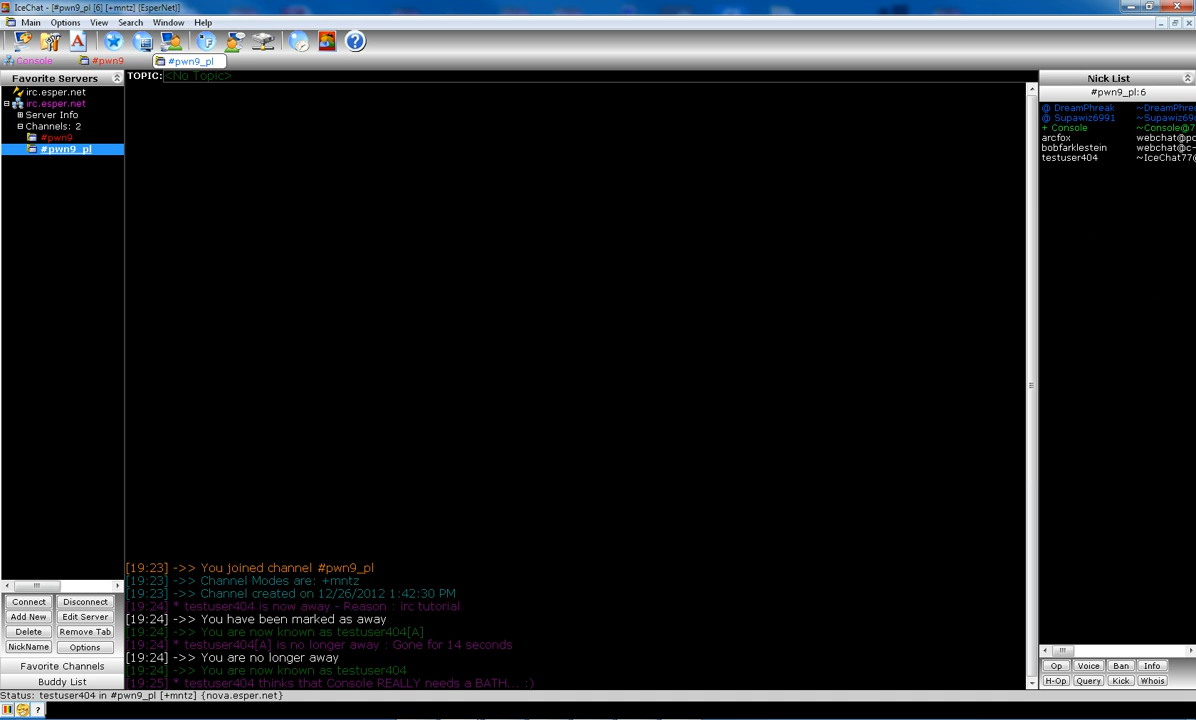 IceChat - [#pwn9_pl [6] [+mntz] {EsperNet}]
Main Options View Search Window Help
Console #pwn9 #pwn9_pl
Favorite Servers
irc.esper.net
irc.esper.net
Server Info
Channels: 2
#pwn9
#pwn9_pl
TOPIC: <No Topic>
[19:23] ->> You joined channel #pwn9_pl
[19:23] ->> Channel Modes are: +mntz
[19:23] ->> Channel created on 12/26/2012 1:42:30 PM
[19:24] * testuser404 is now away - Reason : irc tutorial
[19:24] ->> You have been marked as away
[19:24] ->> You are now known as testuser404[A]
[19:24] * testuser404[A] is no longer away : Gone for 14 seconds
[19:24] ->> You are no longer away
[19:24] ->> You are now known as testuser404
[19:25] * testuser404 thinks that Console REALLY needs a BATH... :)
Nick List
#pwn9_pl:6
@ DreamPhreak ~DreamPhr
@ Supawiz6991 ~Supawiz6
+ Console ~Console@7
arcfox webchat@pc
bobfarklestein webchat@c-
testuser404 ~IceChat77@
Connect Disconnect
Add New Edit Server
Delete Remove Tab
NickName Options
Favorite Channels
Buddy List
Op Voice Ban Info
H-Op Query Kick Whois
Status: testuser404 in #pwn9_pl [+mntz] {nova.esper.net}